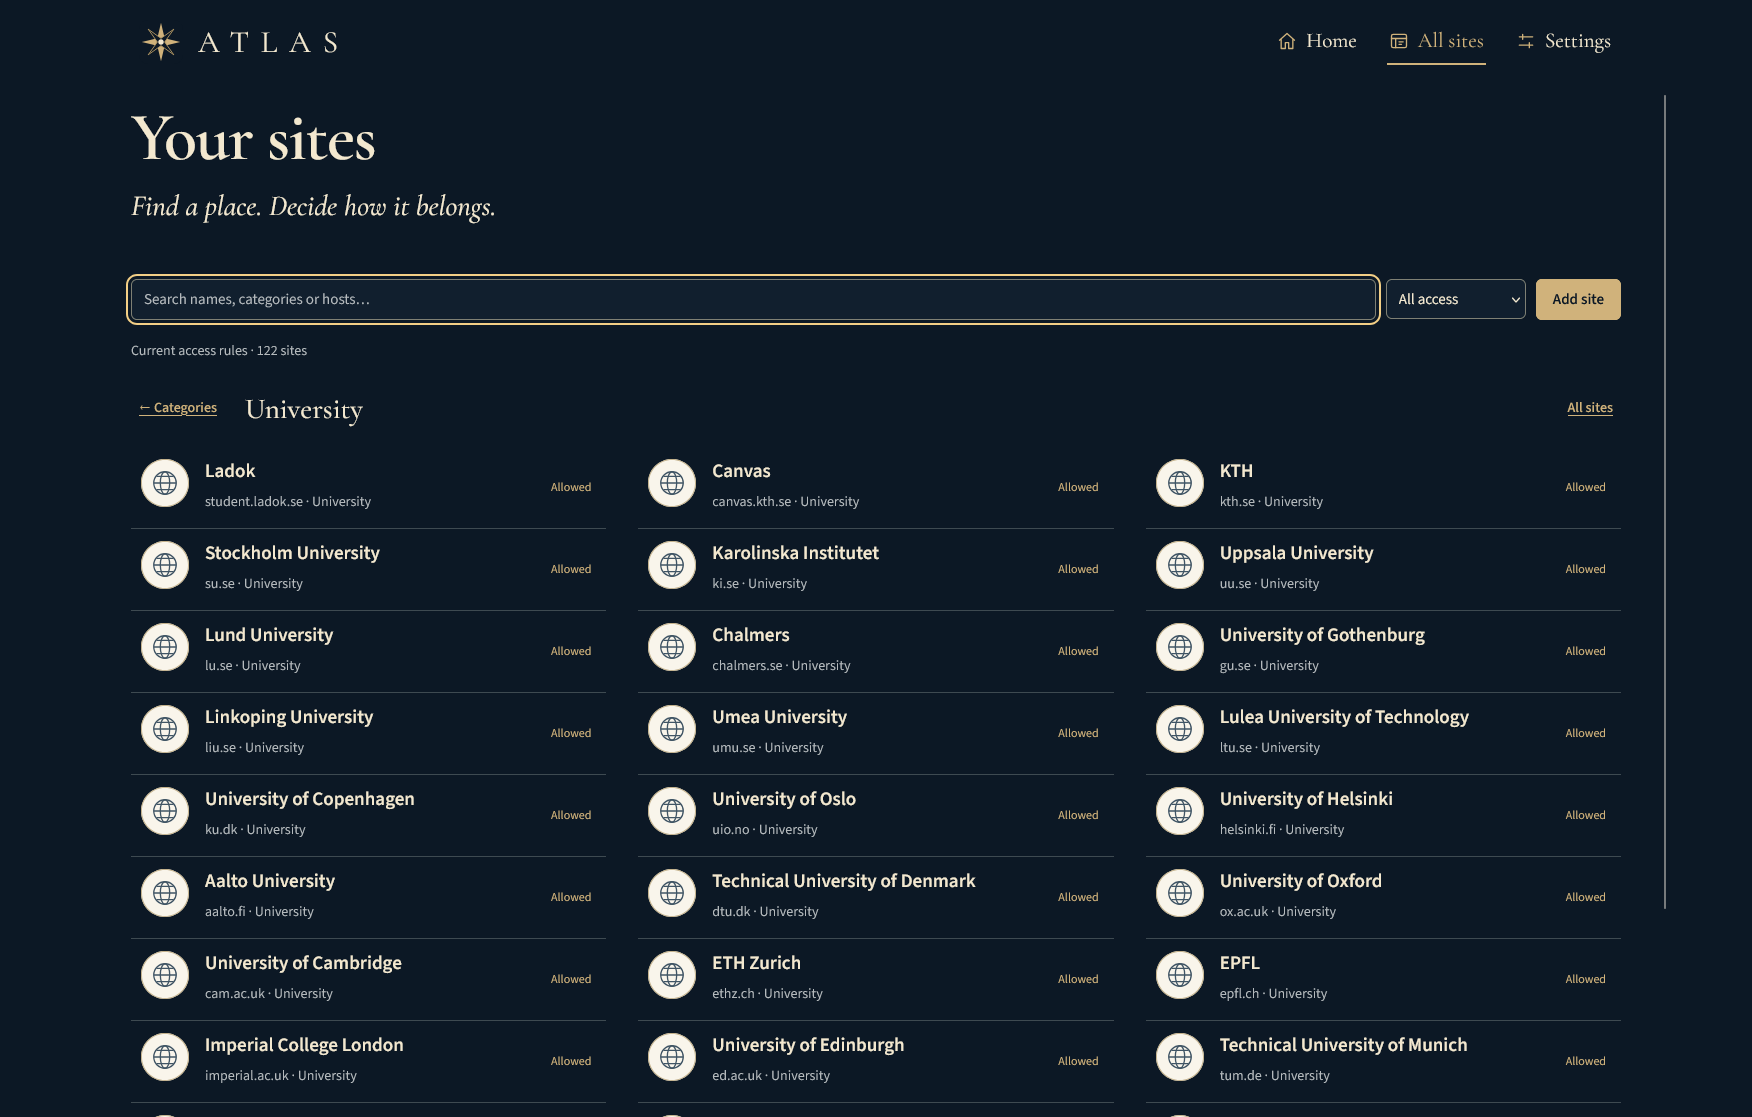 ATLAS
Home
All sites
Settings
Your sites
Find a place. Decide how it belongs.
Search names, categories or hosts...
All access
Add site
Current access rules · 122 sites
← Categories
University
All sites
Ladok
student.ladok.se · University
Allowed
Canvas
canvas.kth.se · University
Allowed
KTH
kth.se · University
Allowed
Stockholm University
su.se · University
Allowed
Karolinska Institutet
ki.se · University
Allowed
Uppsala University
uu.se · University
Allowed
Lund University
lu.se · University
Allowed
Chalmers
chalmers.se · University
Allowed
University of Gothenburg
gu.se · University
Allowed
Linkoping University
liu.se · University
Allowed
Umea University
umu.se · University
Allowed
Lulea University of Technology
ltu.se · University
Allowed
University of Copenhagen
ku.dk · University
Allowed
University of Oslo
uio.no · University
Allowed
University of Helsinki
helsinki.fi · University
Allowed
Aalto University
aalto.fi · University
Allowed
Technical University of Denmark
dtu.dk · University
Allowed
University of Oxford
ox.ac.uk · University
Allowed
University of Cambridge
cam.ac.uk · University
Allowed
ETH Zurich
ethz.ch · University
Allowed
EPFL
epfl.ch · University
Allowed
Imperial College London
imperial.ac.uk · University
Allowed
University of Edinburgh
ed.ac.uk · University
Allowed
Technical University of Munich
tum.de · University
Allowed